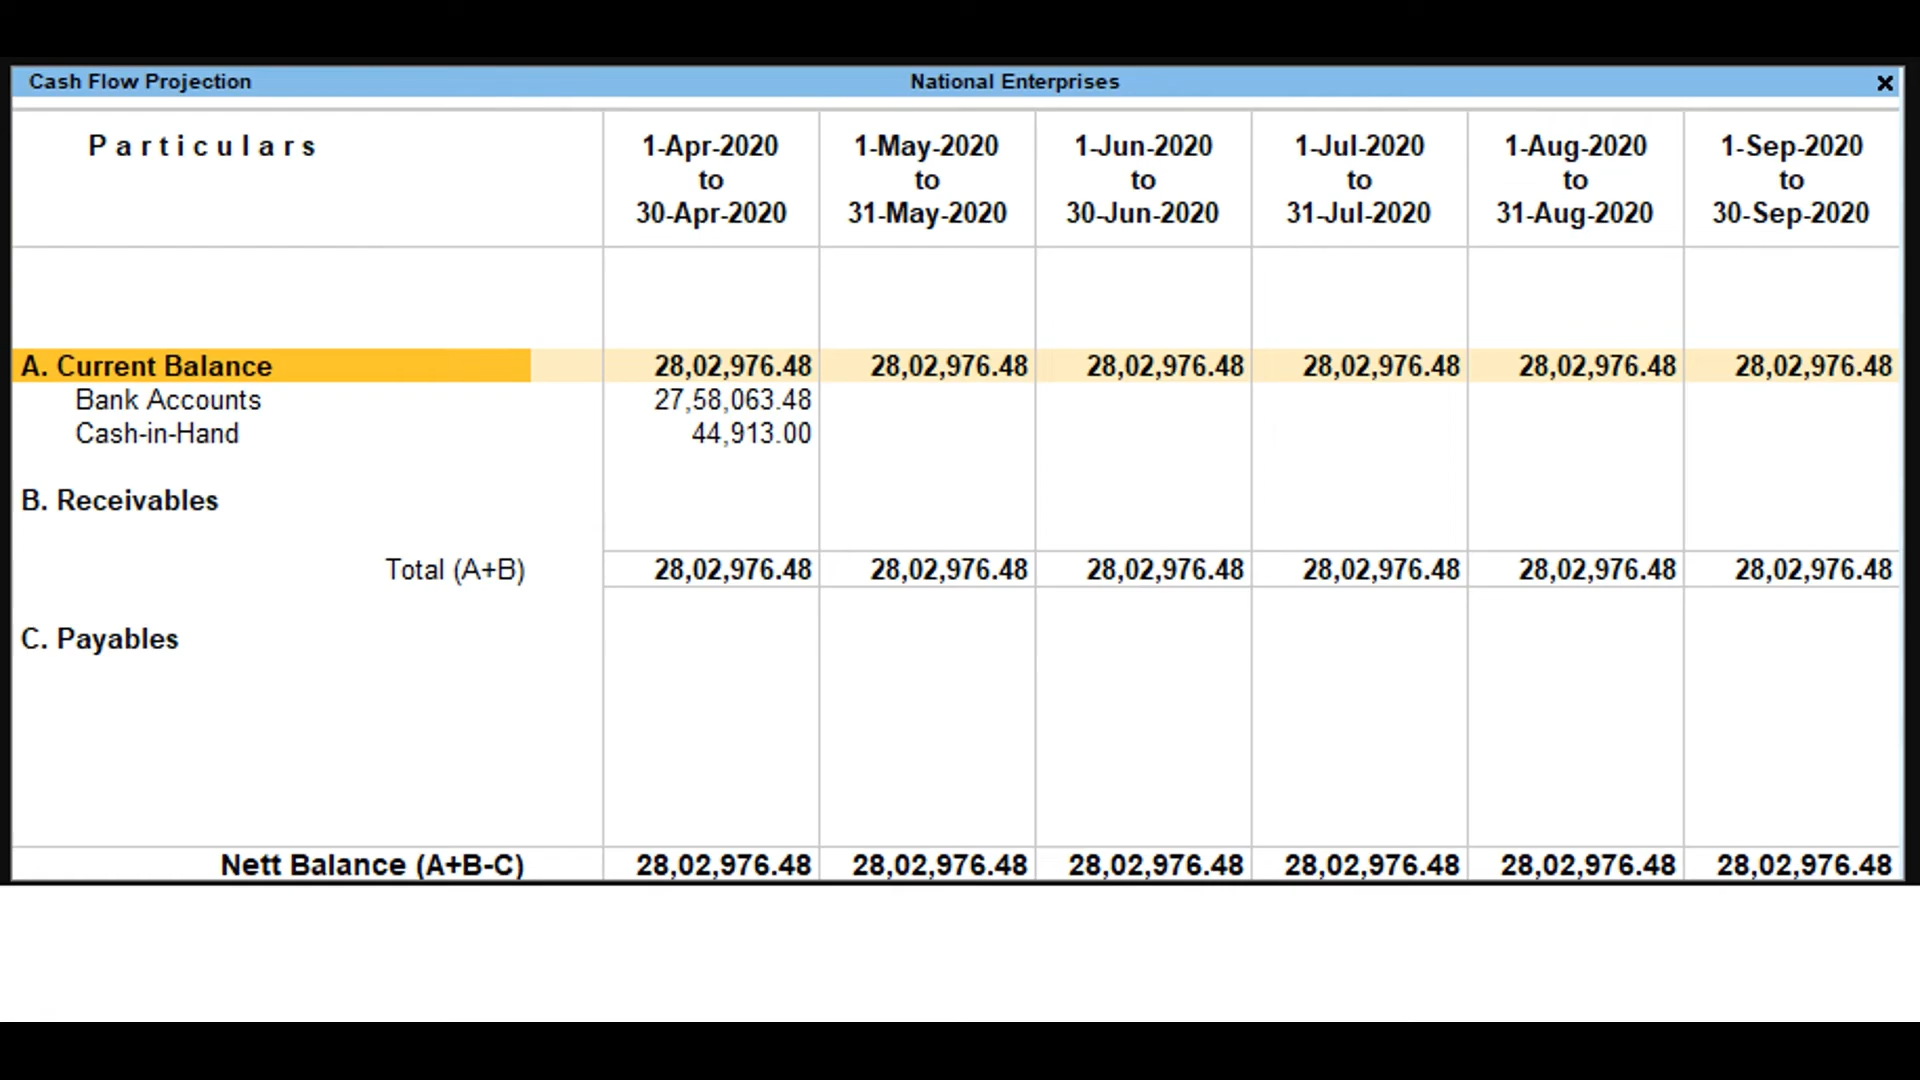 Cash Flow Projection National Enterprises
Particulars 1-Apr-2020 1-May-2020 1-Jun-2020 1-Jul-2020 1-Aug-2020 1-Sep-2020
to to to to to to
30-Apr-2020 31-May-2020 30-Jun-2020 31-Jul-2020 31-Aug-2020 30-Sep-2020
A. Current Balance 28,02,976.48 28,02,976.48 28,02,976.48 28,02,976.48 28,02,976.48 28,02,976.48
Bank Accounts 27,58,063.48
Cash-in-Hand 44,913.00
B. Receivables
Total (A+B) 28,02,976.48 28,02,976.48 28,02,976.48 28,02,976.48 28,02,976.48 28,02,976.48
C. Payables
Nett Balance (A+B-C) 28,02,976.48 28,02,976.48 28,02,976.48 28,02,976.48 28,02,976.48 28,02,976.48